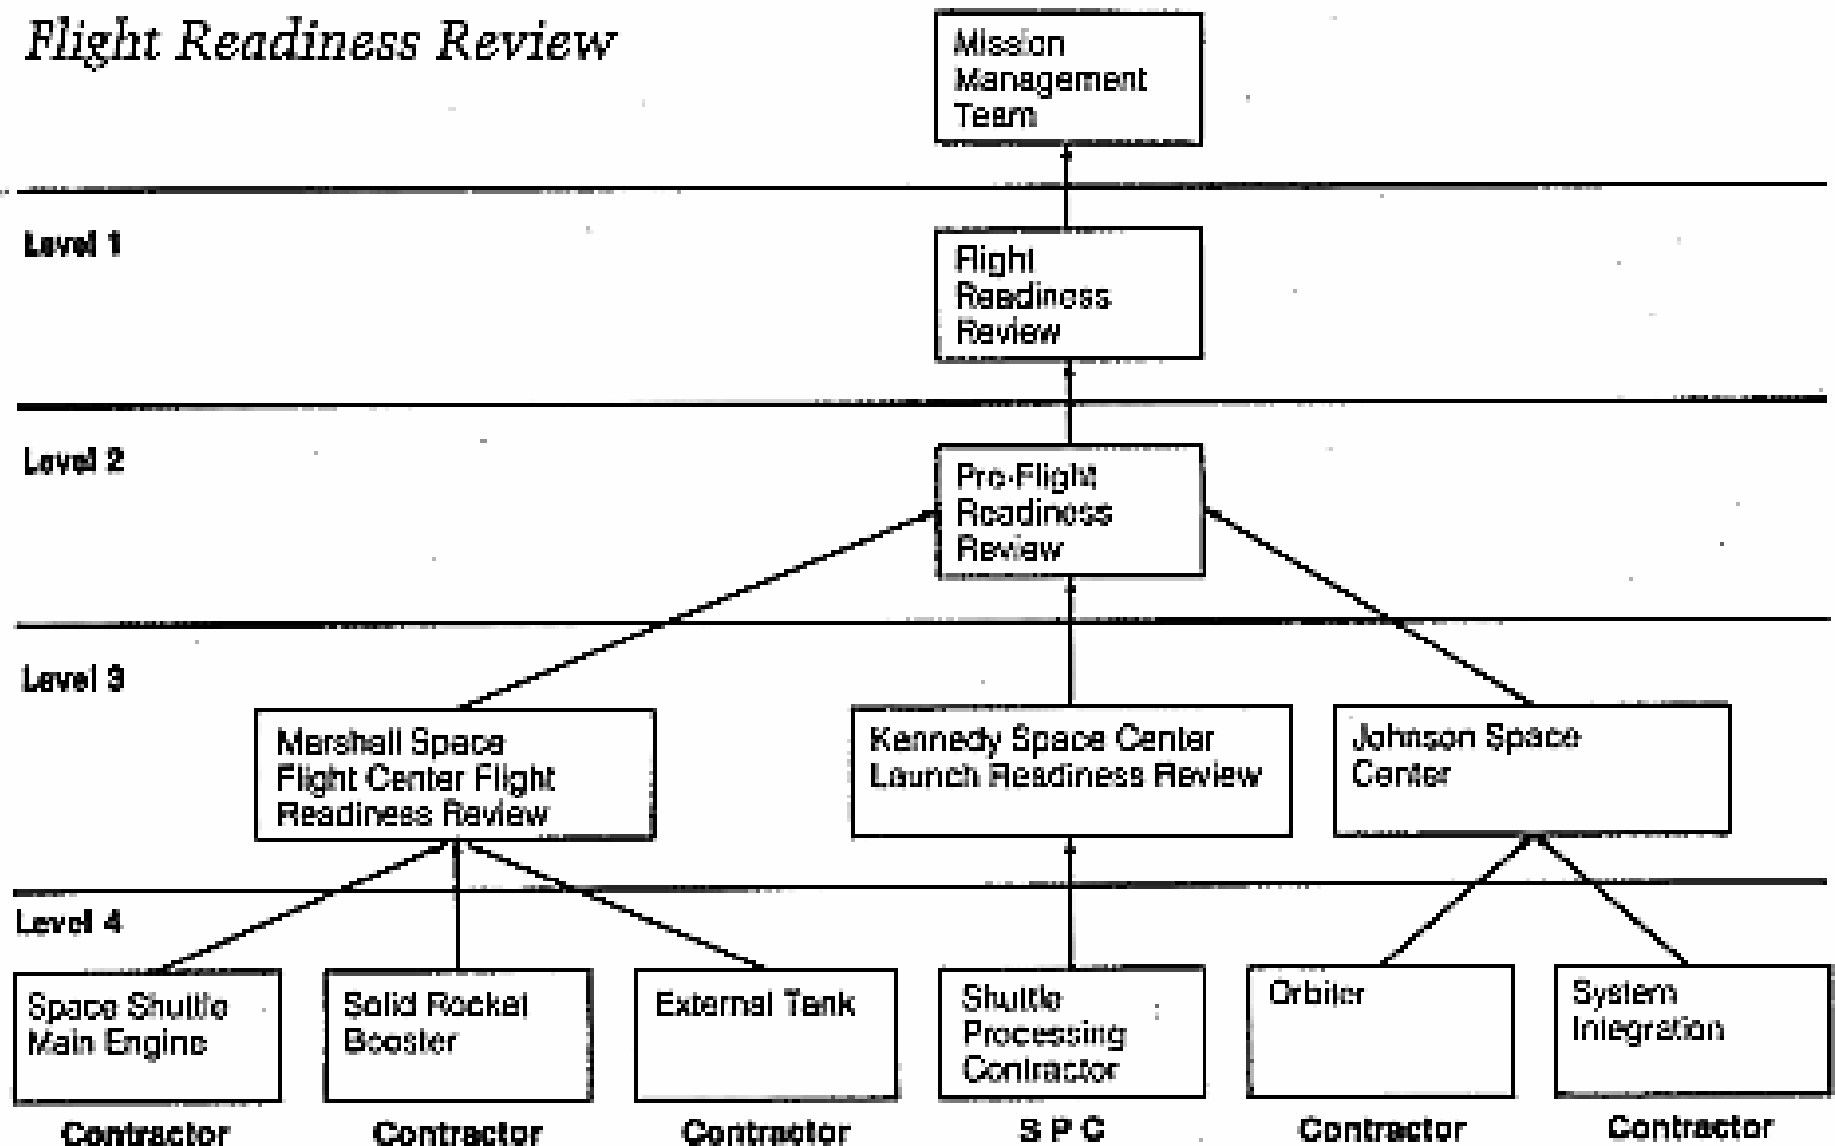 Flight Readiness Review
Mission
Management
Team
Level 1
Flight
Readiness
Review
Level 2
Pre-Flight
Readiness
Review
Level 3
Marshall Space
Flight Center Flight
Readiness Review
Kennedy Space Center
Launch Readiness Review
Johnson Space
Center
Level 4
Space Shuttle
Main Engine
Solid Rocket
Booster
External Tank
Shuttle
Processing
Contractor
Orbiter
System
Integration
Contractor
Contractor
Contractor
S P C
Contractor
Contractor